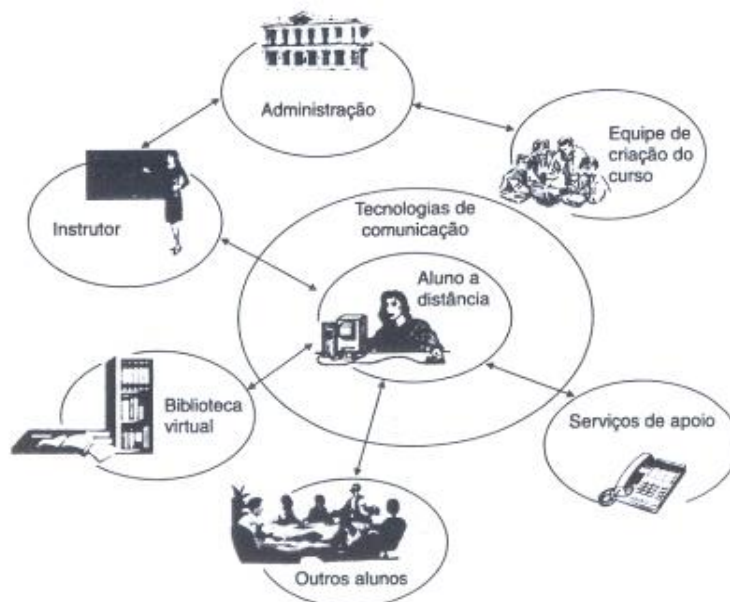 Administração
Equipe de
criação do
curso
Instrutor
Tecnologias de
comunicação
Aluno a
distância
Biblioteca
virtual
Serviços de apoio
Outros alunos